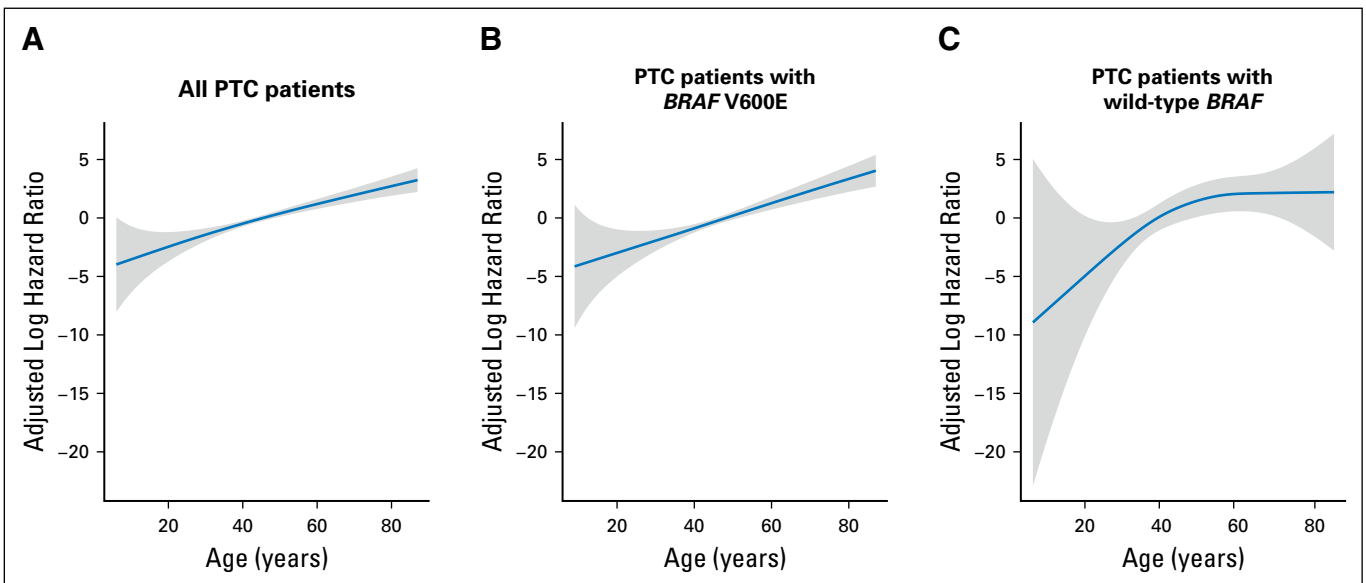 A
All PTC patients
Adjusted Log Hazard Ratio
5
0
−5
−10
−15
−20
20 40 60 80
Age (years)
B
PTC patients with
BRAF V600E
Adjusted Log Hazard Ratio
5
0
−5
−10
−15
−20
20 40 60 80
Age (years)
C
PTC patients with
wild-type BRAF
Adjusted Log Hazard Ratio
5
0
−5
−10
−15
−20
20 40 60 80
Age (years)